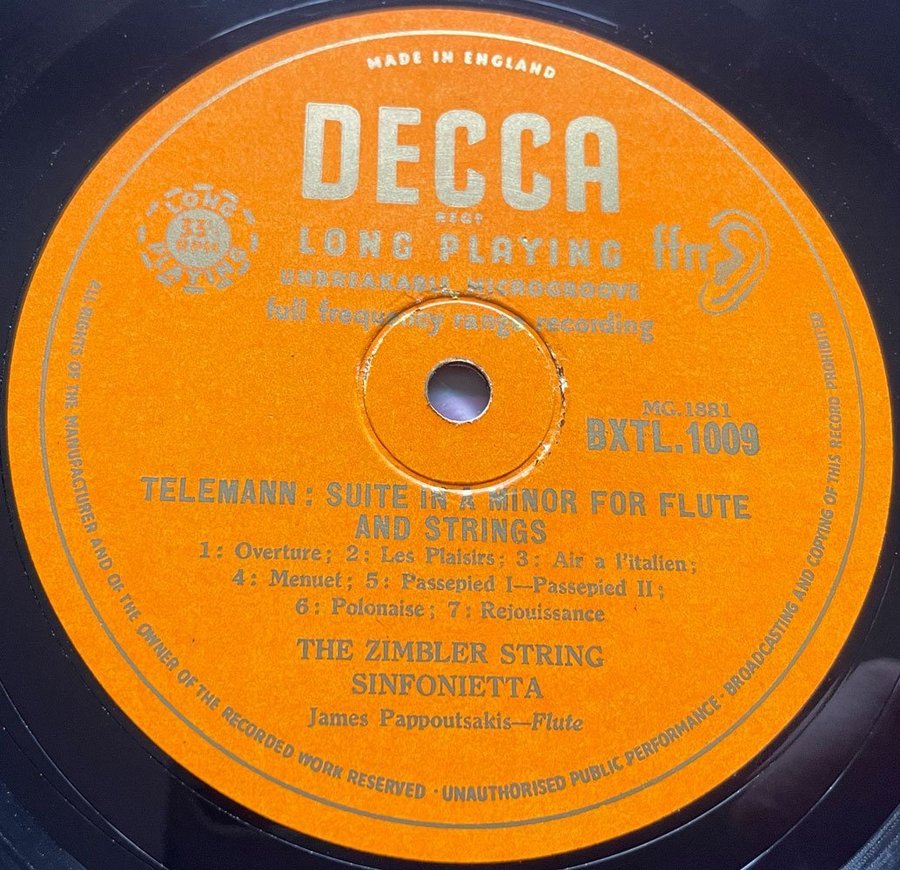 MADE IN ENGLAND
DECCA
REGD
LONG PLAYING
LONG 33⅓ R.P.M. PLAYING
ffrr
UNBREAKABLE MICROGROOVE
full frequency range recording
MG.1881
BXTL.1009
TELEMANN: SUITE IN A MINOR FOR FLUTE
AND STRINGS
1: Overture; 2: Les Plaisirs; 3: Air a l'italien;
4: Menuet; 5: Passepied I—Passepied II;
6: Polonaise; 7: Rejouissance
THE ZIMBLER STRING
SINFONIETTA
James Pappoutsakis—Flute
ALL RIGHTS OF THE MANUFACTURER AND OF THE OWNER OF THE RECORDED WORK RESERVED · UNAUTHORISED PUBLIC PERFORMANCE · BROADCASTING AND COPYING OF THIS RECORD PROHIBITED